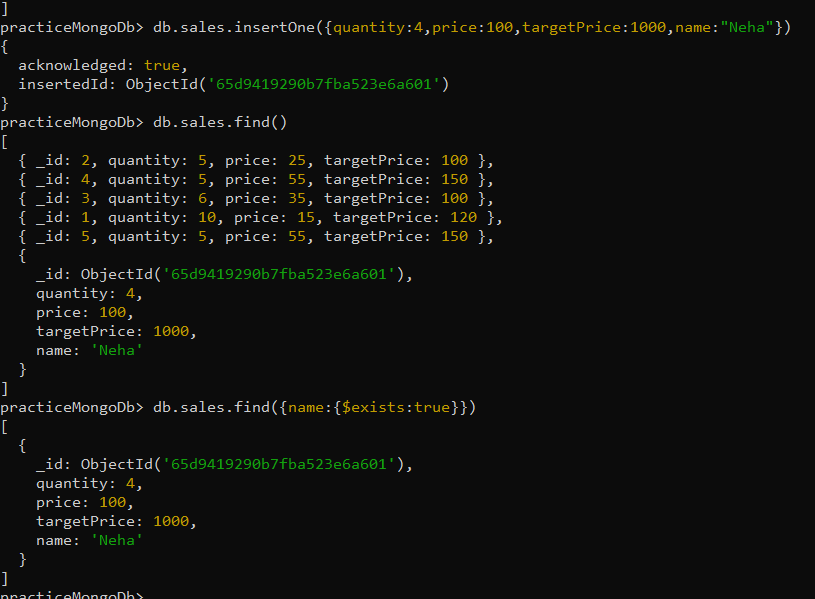 ]
practiceMongoDb> db.sales.insertOne({quantity:4,price:100,targetPrice:1000,name:"Neha"})
{
  acknowledged: true,
  insertedId: ObjectId('65d9419290b7fba523e6a601')
}
practiceMongoDb> db.sales.find()
[
  { _id: 2, quantity: 5, price: 25, targetPrice: 100 },
  { _id: 4, quantity: 5, price: 55, targetPrice: 150 },
  { _id: 3, quantity: 6, price: 35, targetPrice: 100 },
  { _id: 1, quantity: 10, price: 15, targetPrice: 120 },
  { _id: 5, quantity: 5, price: 55, targetPrice: 150 },
  {
    _id: ObjectId('65d9419290b7fba523e6a601'),
    quantity: 4,
    price: 100,
    targetPrice: 1000,
    name: 'Neha'
  }
]
practiceMongoDb> db.sales.find({name:{$exists:true}})
[
  {
    _id: ObjectId('65d9419290b7fba523e6a601'),
    quantity: 4,
    price: 100,
    targetPrice: 1000,
    name: 'Neha'
  }
]
practiceMongoDb>